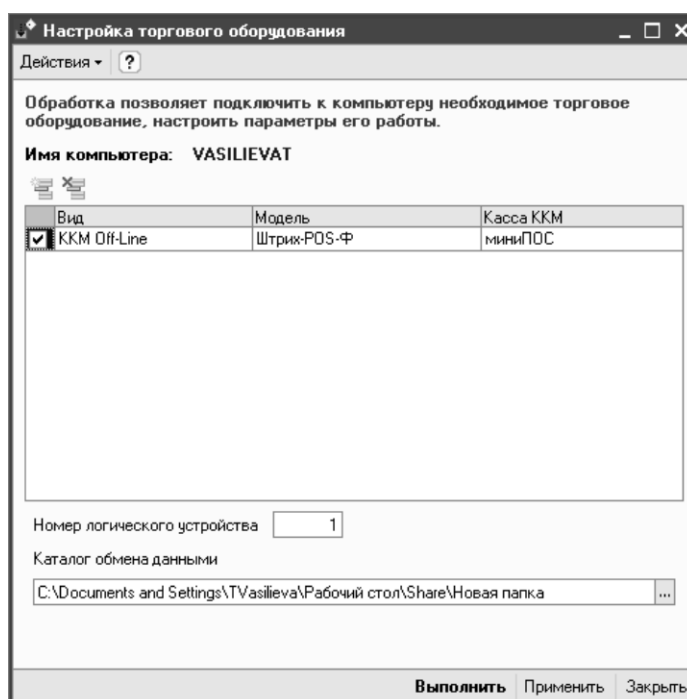 Настройка торгового оборудования
Действия
?
Обработка позволяет подключить к компьютеру необходимое торговое
оборудование, настроить параметры его работы.
Имя компьютера: VASILIEVAT
Вид Модель Касса ККМ
ККМ Off-Line Штрих-POS-Ф миниПОС
Номер логического устройства 1
Каталог обмена данными
C:\Documents and Settings\TVasilieva\Рабочий стол\Share\Новая папка ...
Выполнить Применить Закрыть